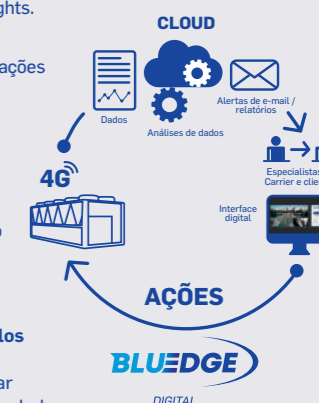 ghts.
CLOUD
ações
Dados
Análises de dados
Alertas de e-mail /
relatórios
4G
Especialistas
Carrier e clie
Interface
digital
o
AÇÕES
los
BLUEDGE
ar
DIGITAL